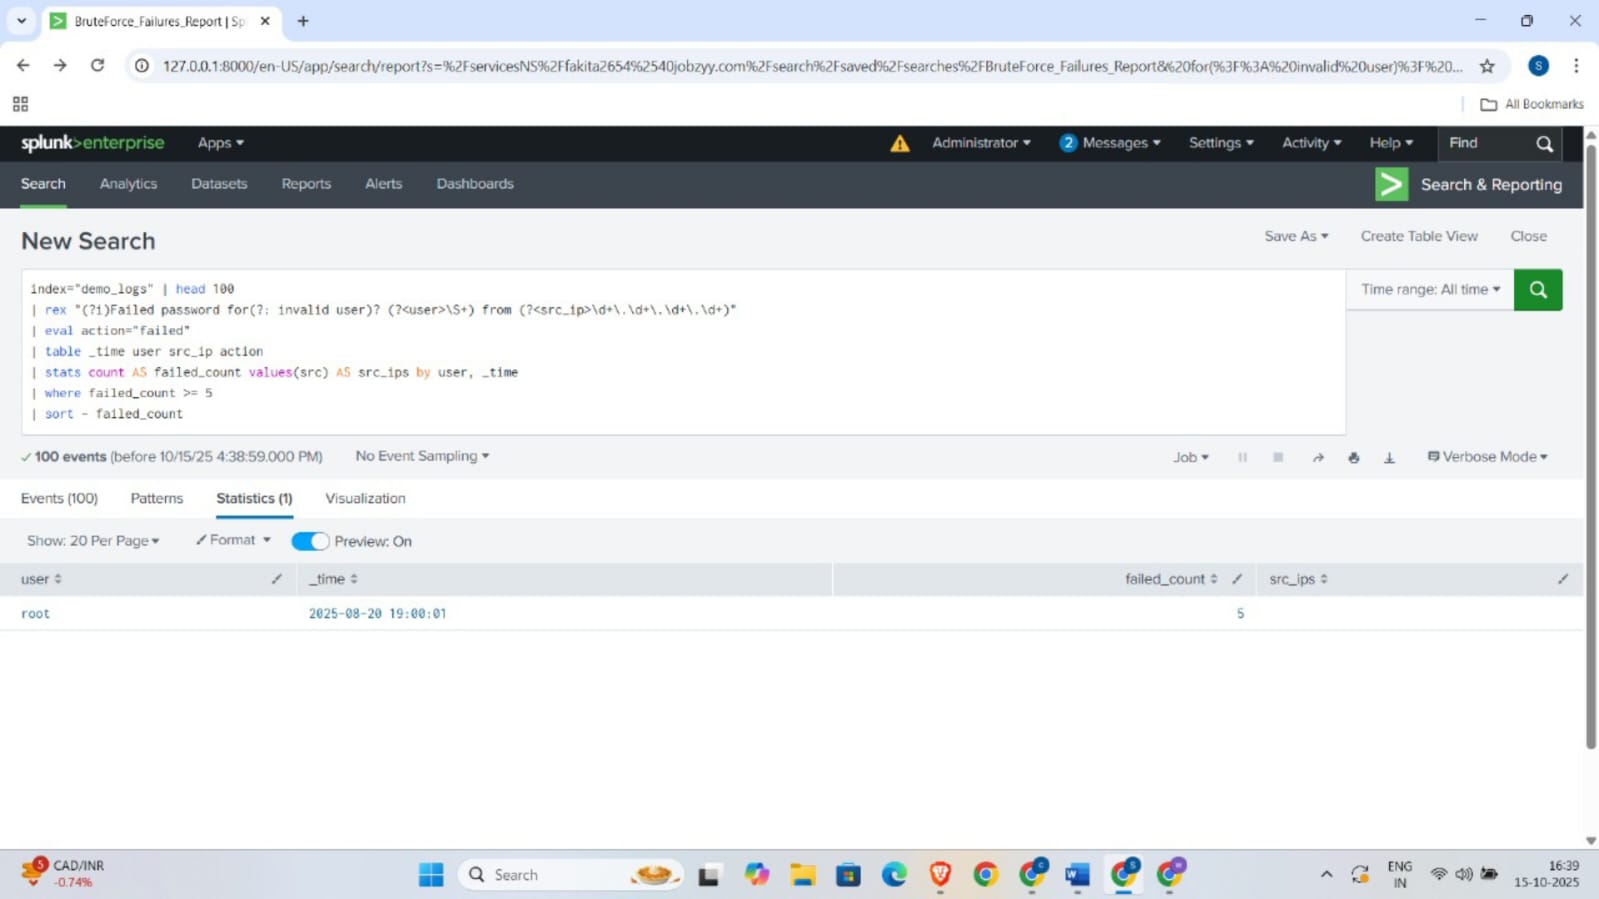 BruteForce_Failures_Report | Sp
127.0.0.1:8000/en-US/app/search/report?s=%2FservicesNS%2Ffakita2654%2540jobzyy.com%2Fsearch%2Fsaved%2Fsearches%2FBruteForce_Failures_Report&%20for(%3F%3A%20invalid%20user)%3F%20...
S
All Bookmarks
splunk>enterprise
Apps
Administrator
2 Messages
Settings
Activity
Help
Find
Search
Analytics
Datasets
Reports
Alerts
Dashboards
Search & Reporting
New Search
Save As
Create Table View
Close
index="demo_logs" | head 100
| rex "(?i)Failed password for(?: invalid user)? (?<user>\S+) from (?<src_ip>\d+\.\d+\.\d+\.\d+)"
| eval action="failed"
| table _time user src_ip action
| stats count AS failed_count values(src) AS src_ips by user, _time
| where failed_count >= 5
| sort - failed_count
Time range: All time
100 events (before 10/15/25 4:38:59.000 PM)
No Event Sampling
Job
Verbose Mode
Events (100)
Patterns
Statistics (1)
Visualization
Show: 20 Per Page
Format
Preview: On
user
_time
failed_count
src_ips
root
2025-08-20 19:00:01
5
5
CAD/INR
-0.74%
Search
C
S
ENG
IN
16:39
15-10-2025